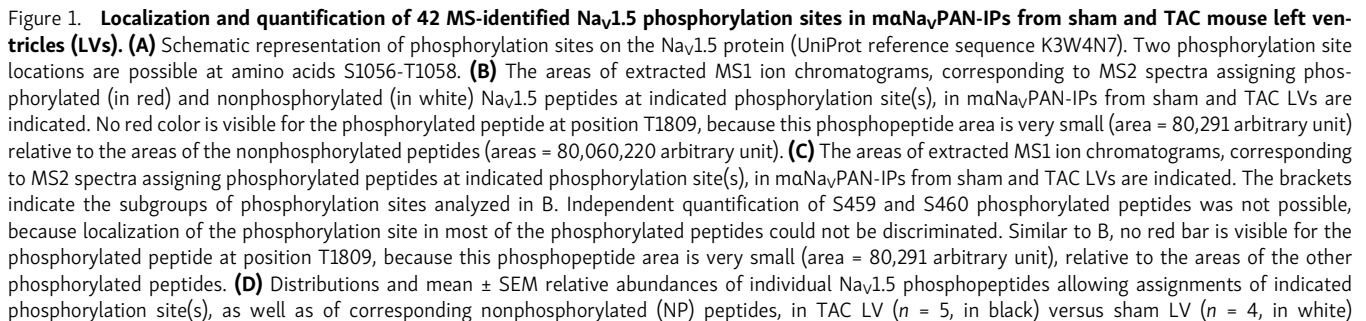 Figure 1. Localization and quantification of 42 MS-identified NaV1.5 phosphorylation sites in mαNaVPAN-IPs from sham and TAC mouse left ven-
tricles (LVs). (A) Schematic representation of phosphorylation sites on the NaV1.5 protein (UniProt reference sequence K3W4N7). Two phosphorylation site
locations are possible at amino acids S1056-T1058. (B) The areas of extracted MS1 ion chromatograms, corresponding to MS2 spectra assigning phos-
phorylated (in red) and nonphosphorylated (in white) NaV1.5 peptides at indicated phosphorylation site(s), in mαNaVPAN-IPs from sham and TAC LVs are
indicated. No red color is visible for the phosphorylated peptide at position T1809, because this phosphopeptide area is very small (area = 80,291 arbitrary unit)
relative to the areas of the nonphosphorylated peptides (areas = 80,060,220 arbitrary unit). (C) The areas of extracted MS1 ion chromatograms, corresponding
to MS2 spectra assigning phosphorylated peptides at indicated phosphorylation site(s), in mαNaVPAN-IPs from sham and TAC LVs are indicated. The brackets
indicate the subgroups of phosphorylation sites analyzed in B. Independent quantification of S459 and S460 phosphorylated peptides was not possible,
because localization of the phosphorylation site in most of the phosphorylated peptides could not be discriminated. Similar to B, no red bar is visible for the
phosphorylated peptide at position T1809, because this phosphopeptide area is very small (area = 80,291 arbitrary unit), relative to the areas of the other
phosphorylated peptides. (D) Distributions and mean ± SEM relative abundances of individual NaV1.5 phosphopeptides allowing assignments of indicated
phosphorylation site(s), as well as of corresponding nonphosphorylated (NP) peptides, in TAC LV (n = 5, in black) versus sham LV (n = 4, in white)